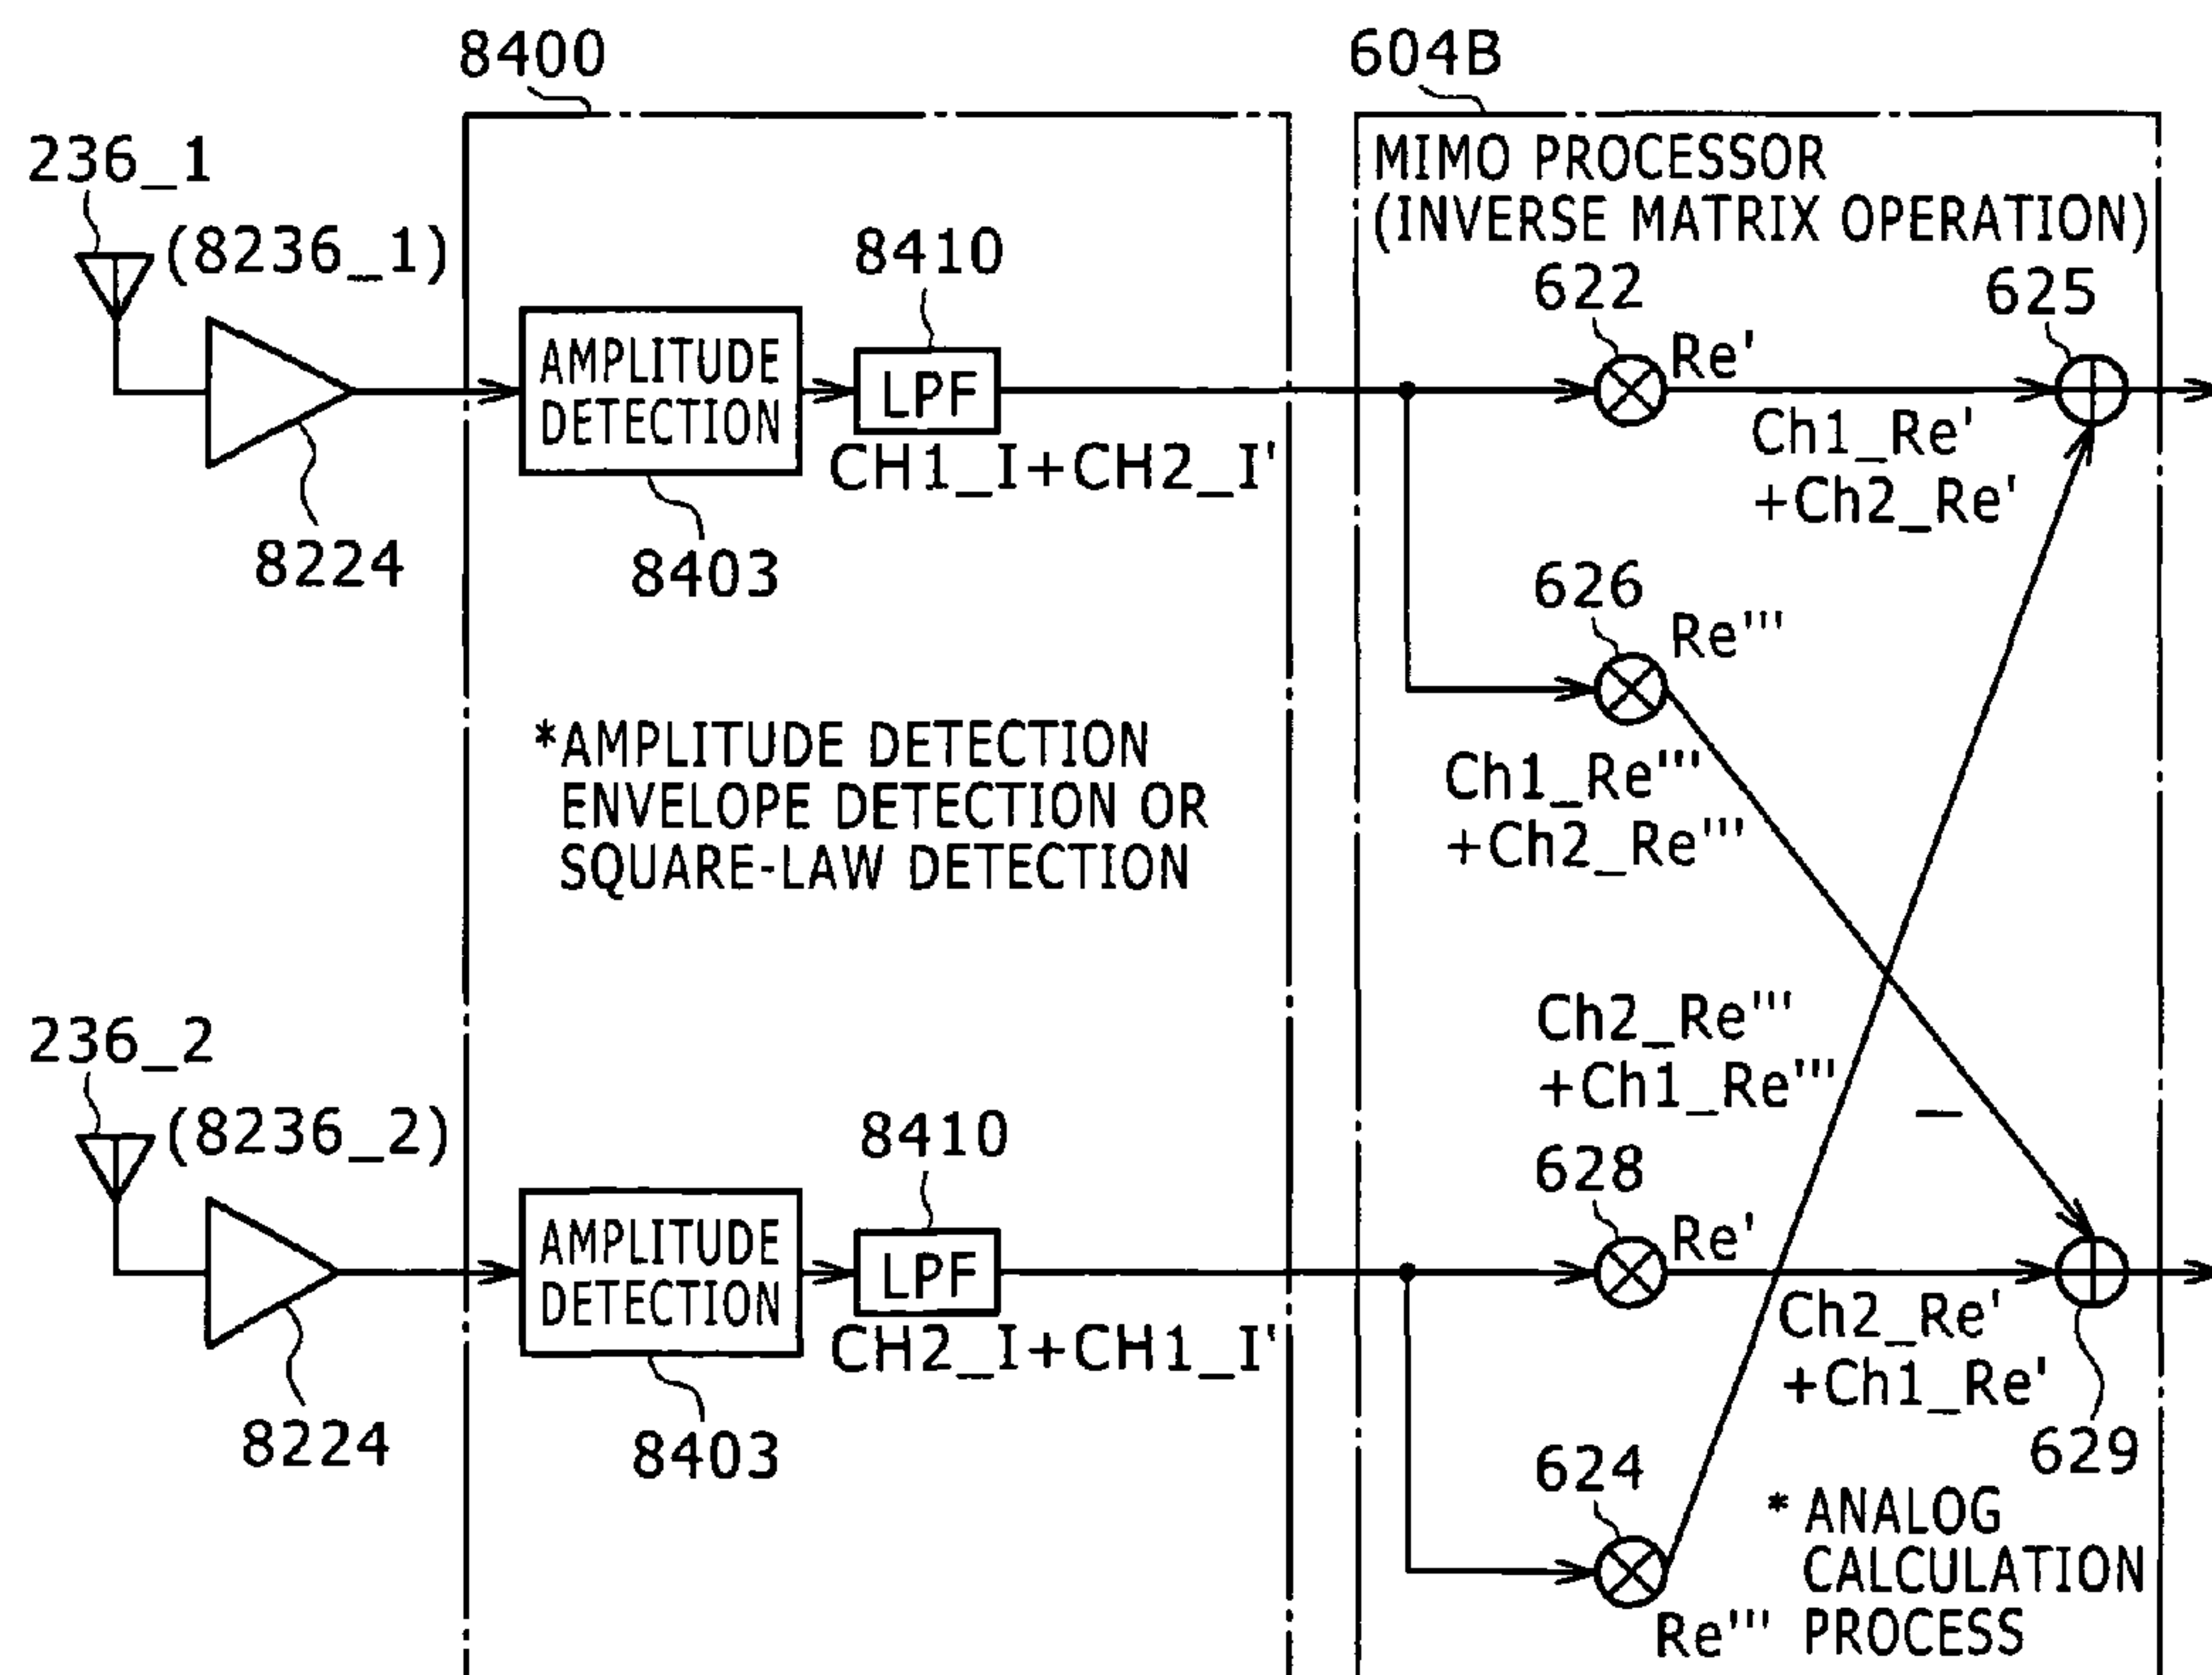 8400
604B
236_1
(8236_1)
MIMO PROCESSOR
(INVERSE MATRIX OPERATION)
8410
622
625
AMPLITUDE
DETECTION
LPF
Re'
CH1_I+CH2_I'
Ch1_Re'
+Ch2_Re'
8224
8403
626
Re'''
*AMPLITUDE DETECTION
ENVELOPE DETECTION OR
SQUARE-LAW DETECTION
Ch1_Re'''
+Ch2_Re'''
236_2
(8236_2)
Ch2_Re'''
+Ch1_Re'''
−
8410
628
AMPLITUDE
DETECTION
LPF
Re'
CH2_I+CH1_I'
Ch2_Re'
+Ch1_Re'
8224
8403
624
629
Re'''
* ANALOG
CALCULATION
PROCESS